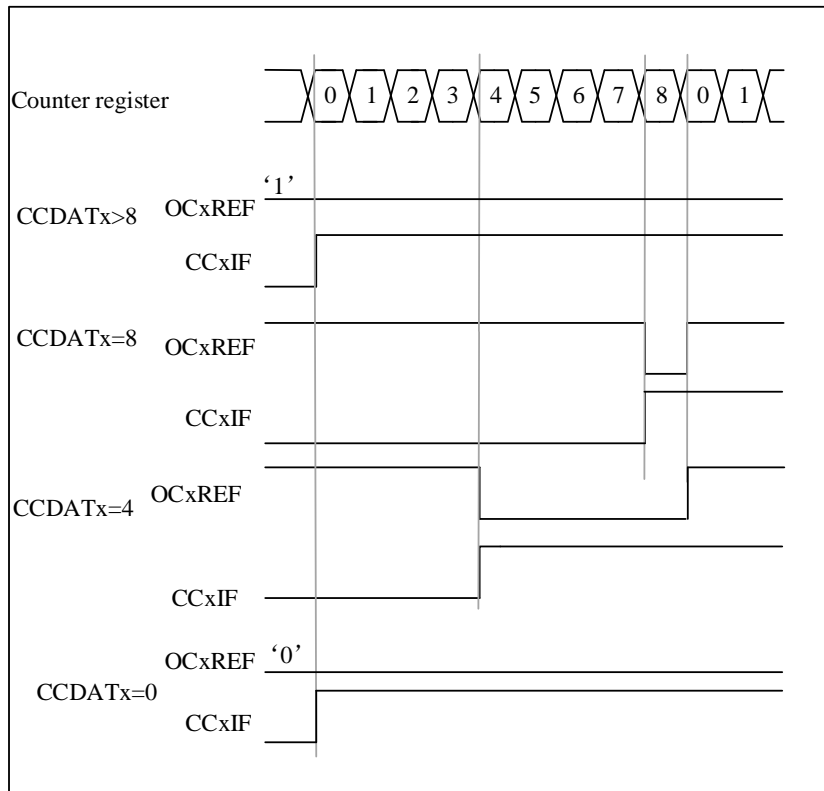 Counter register 0 1 2 3 4 5 6 7 8 0 1
‘1’
CCDATx>8 OCxREF
CCxIF
CCDATx=8 OCxREF
CCxIF
CCDATx=4 OCxREF
CCxIF
OCxREF ‘0’
CCDATx=0
CCxIF